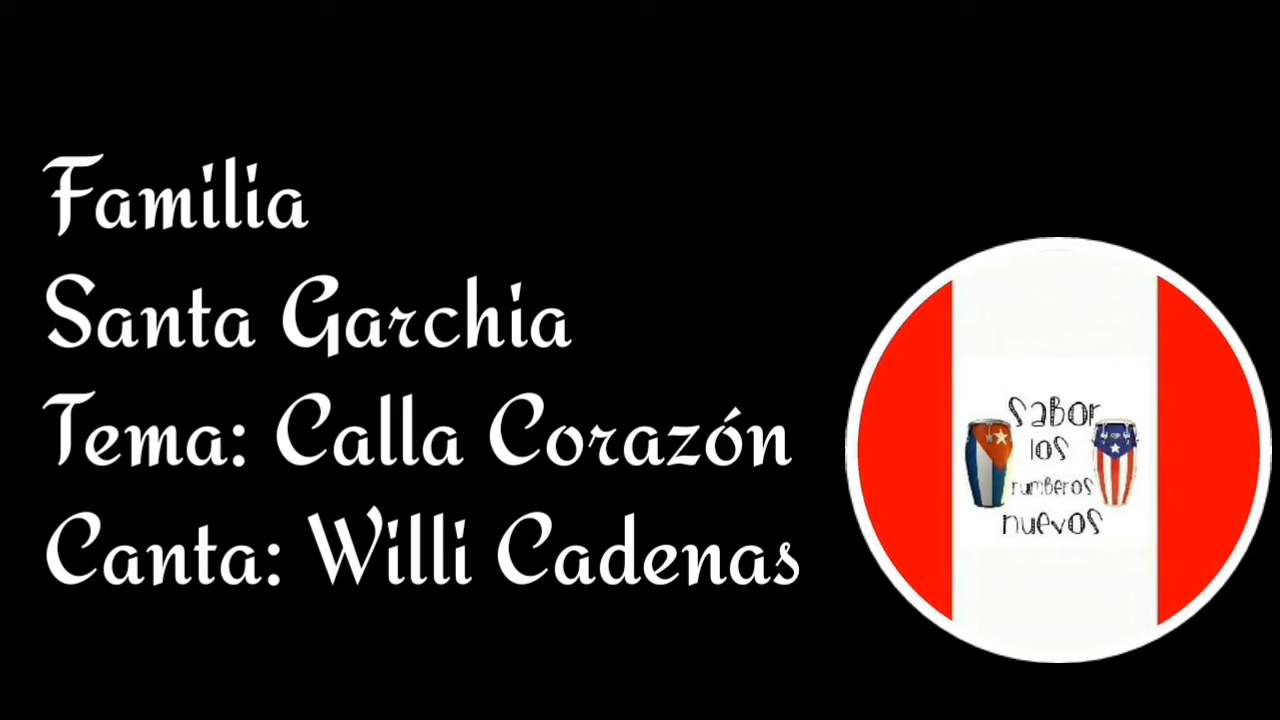 Familia
Santa Garchia
Tema: Calla Corazón
Canta: Willi Cadenas
SaBor
los
rumBeros
nuevos